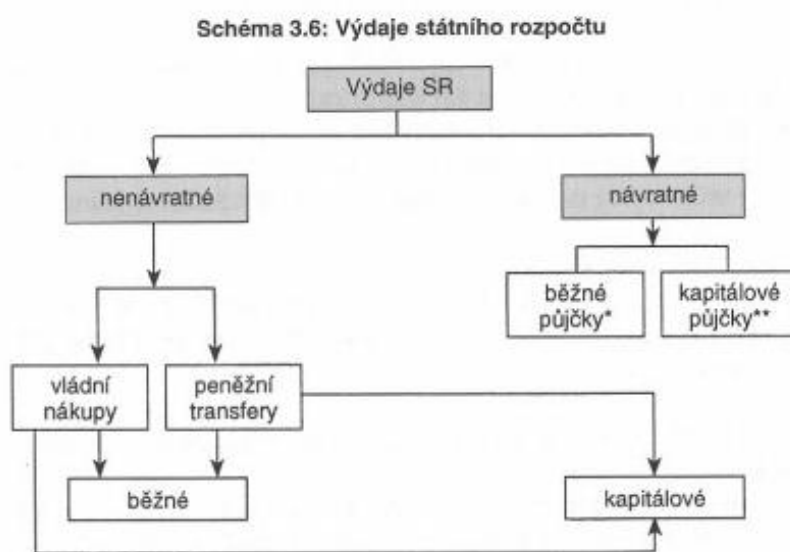 Schéma 3.6: Výdaje státního rozpočtu
Výdaje SR
nenávratné
návratné
běžné
půjčky*
kapitálové
půjčky**
vládní
nákupy
peněžní
transfery
běžné
kapitálové